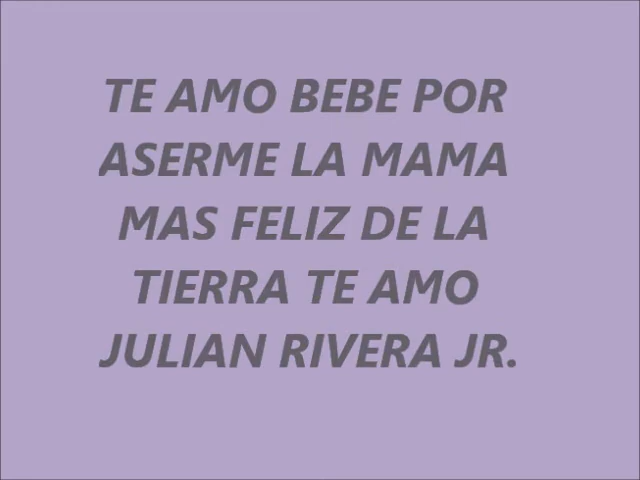 TE AMO BEBE POR
ASERME LA MAMA
MAS FELIZ DE LA
TIERRA TE AMO
JULIAN RIVERA JR.